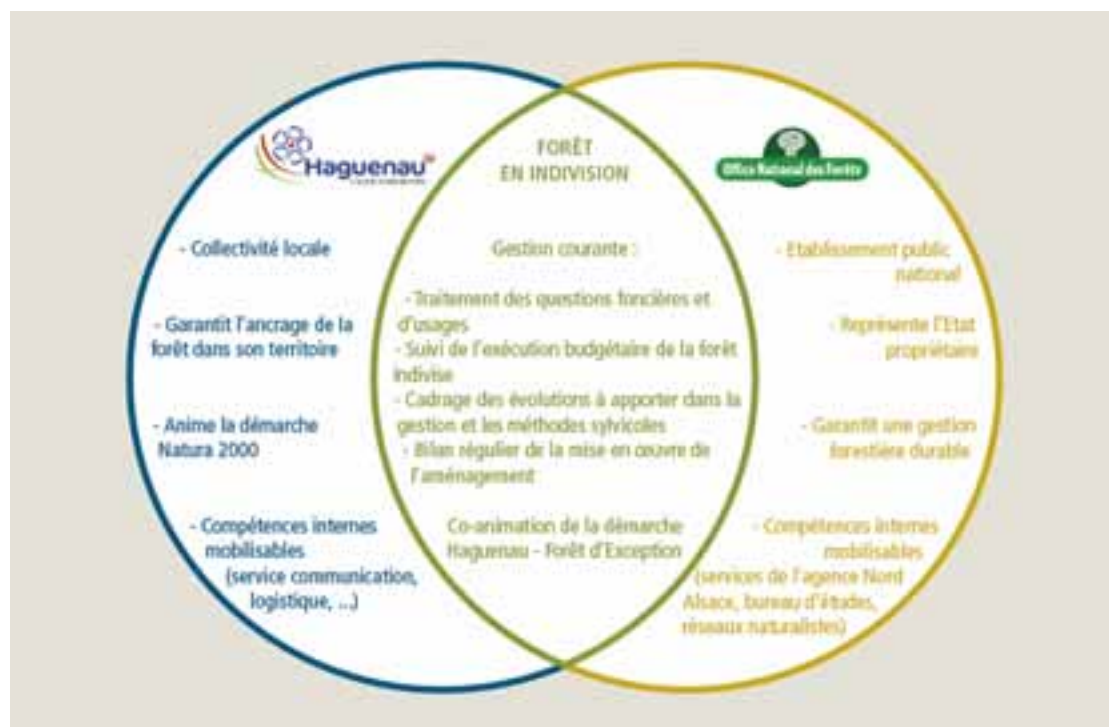 Haguenau
- Collectivité locale
- Garantit l'ancrage de la
forêt dans son territoire
- Anime la démarche
Natura 2000
- Compétences internes
mobilisables
(service communication,
logistique, ...)
FORÊT
EN INDIVISION
Gestion courante :
- Traitement des questions foncières et
d'usages
- Suivi de l'exécution budgétaire de la forêt
Indivise
- Cadrage des évolutions à apporter dans la
gestion et les méthodes sylvicoles
- Bilan régulier de la mise en œuvre de
l'aménagement
Co-animation de la démarche
Haguenau - Forêt d'Exception
Office National des Forêts
- Etablissement public
national
- Représente l'Etat
propriétaire
- Garantit une gestion
forestière durable
- Compétences internes
mobilisables
(services de l'agence Nord
Alsace, bureau d'études,
réseaux naturalistes)